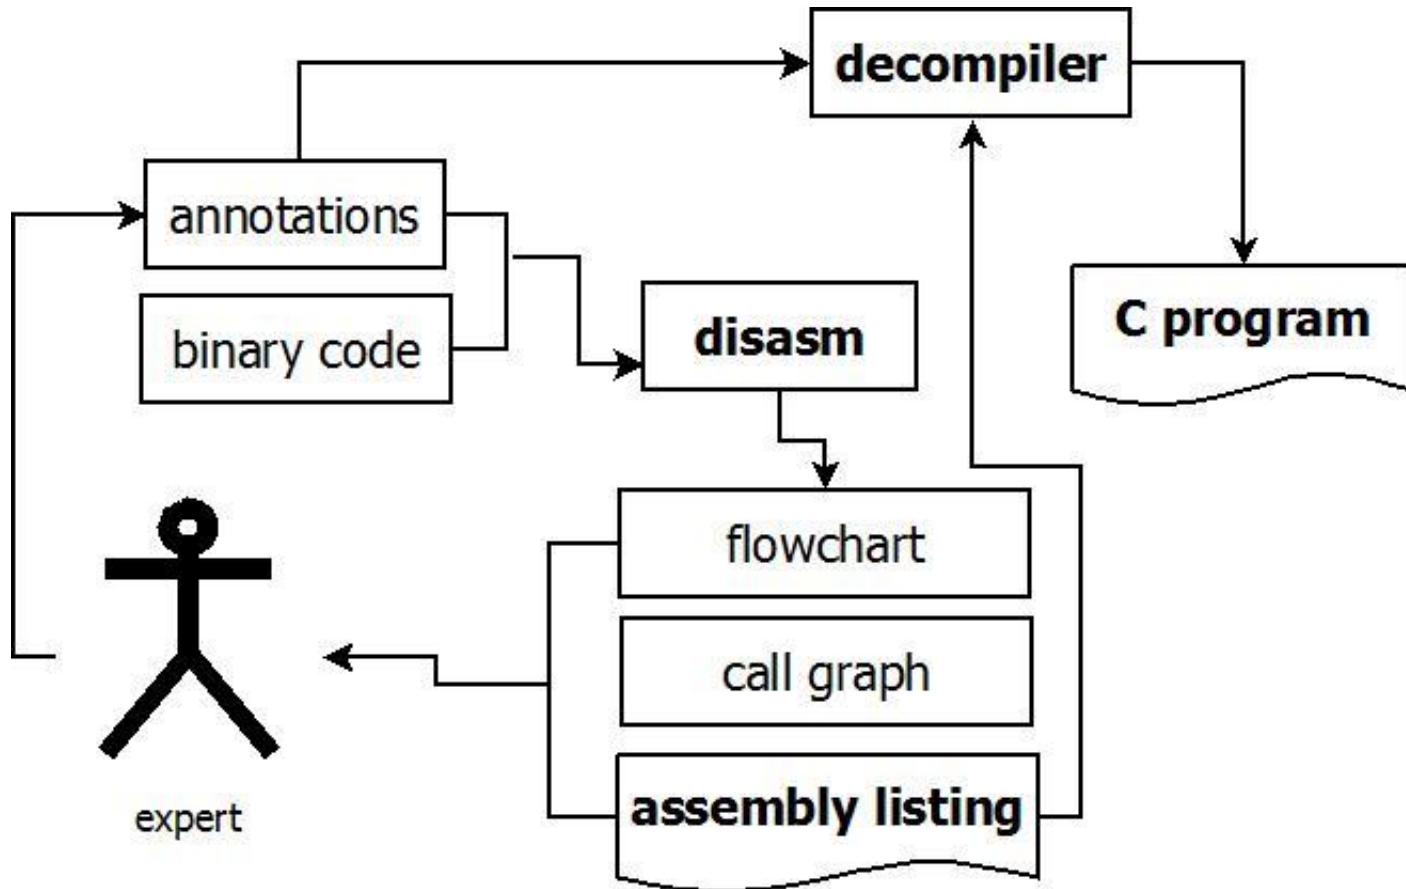 decompiler
annotations
binary code
disasm
C program
flowchart
call graph
assembly listing
expert